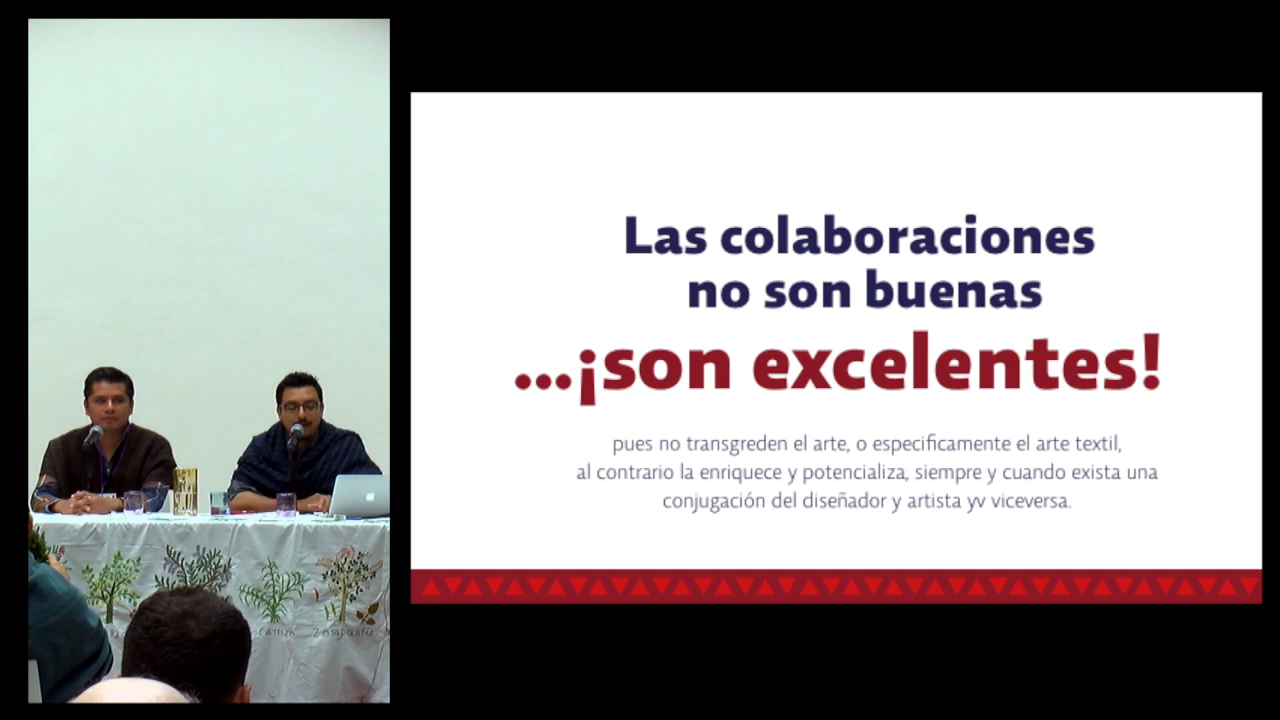 Las colaboraciones
no son buenas
...¡son excelentes!
pues no transgreden el arte, o especificamente el arte textil,
al contrario la enriquece y potencializa, siempre y cuando exista una
conjugación del diseñador y artista yv viceversa.